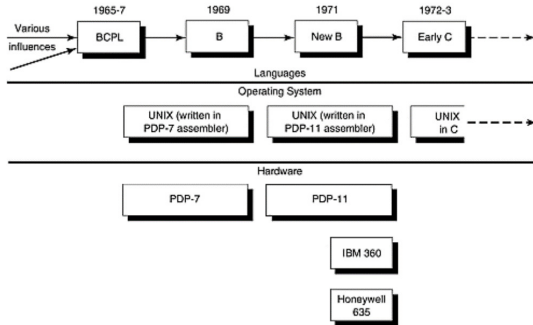 1965-7
1969
1971
1972-3
Various
influences
BCPL
B
New B
Early C
Languages
Operating System
UNIX (written in
PDP-7 assembler)
UNIX (written in
PDP-11 assembler)
UNIX
in C
Hardware
PDP-7
PDP-11
IBM 360
Honeywell
635